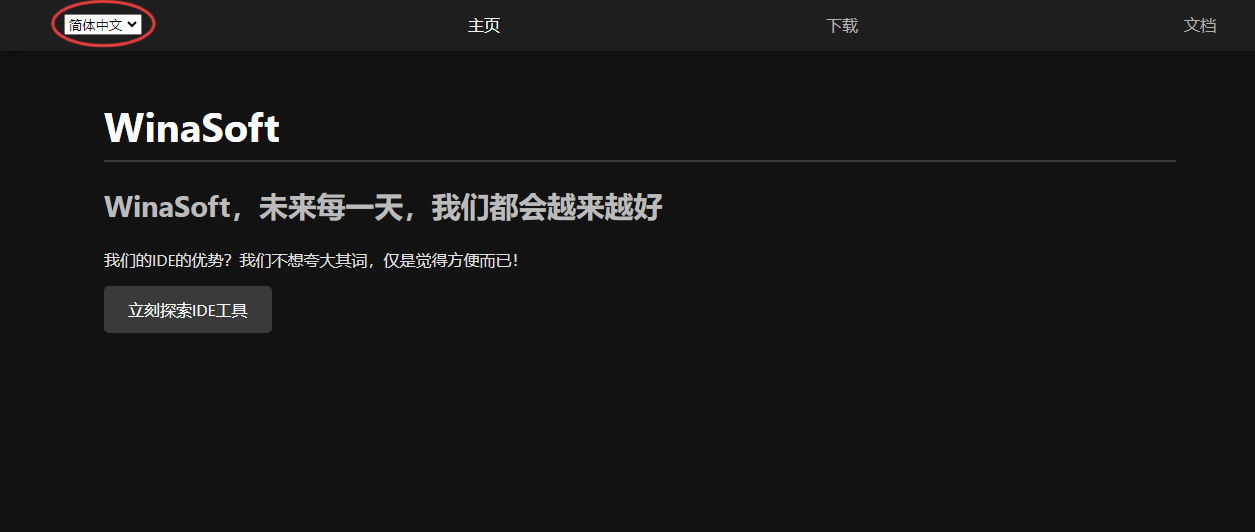 简体中文
主页
下载
文档
WinaSoft
WinaSoft，未来每一天，我们都会越来越好
我们的IDE的优势？我们不想夸大其词，仅是觉得方便而已！
立刻探索IDE工具